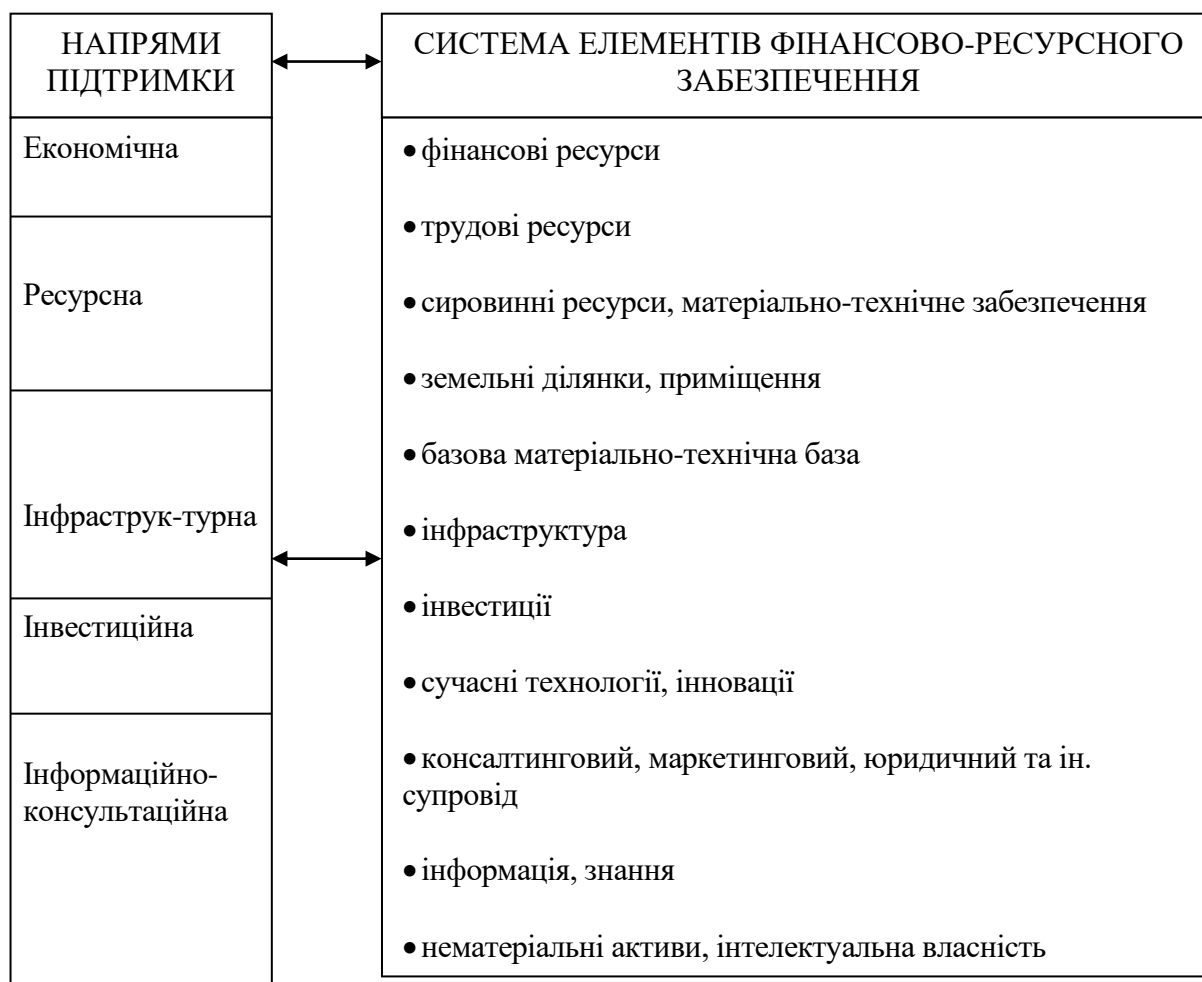 НАПРЯМИ
ПІДТРИМКИ
СИСТЕМА ЕЛЕМЕНТІВ ФІНАНСОВО-РЕСУРСНОГО
ЗАБЕЗПЕЧЕННЯ
Економічна
Ресурсна
Інфраструк-турна
Інвестиційна
Інформаційно-
консультаційна
•фінансові ресурси
•трудові ресурси
•сировинні ресурси, матеріально-технічне забезпечення
•земельні ділянки, приміщення
•базова матеріально-технічна база
•інфраструктура
•інвестиції
•сучасні технології, інновації
•консалтинговий, маркетинговий, юридичний та ін.
супровід
•інформація, знання
•нематеріальні активи, інтелектуальна власність